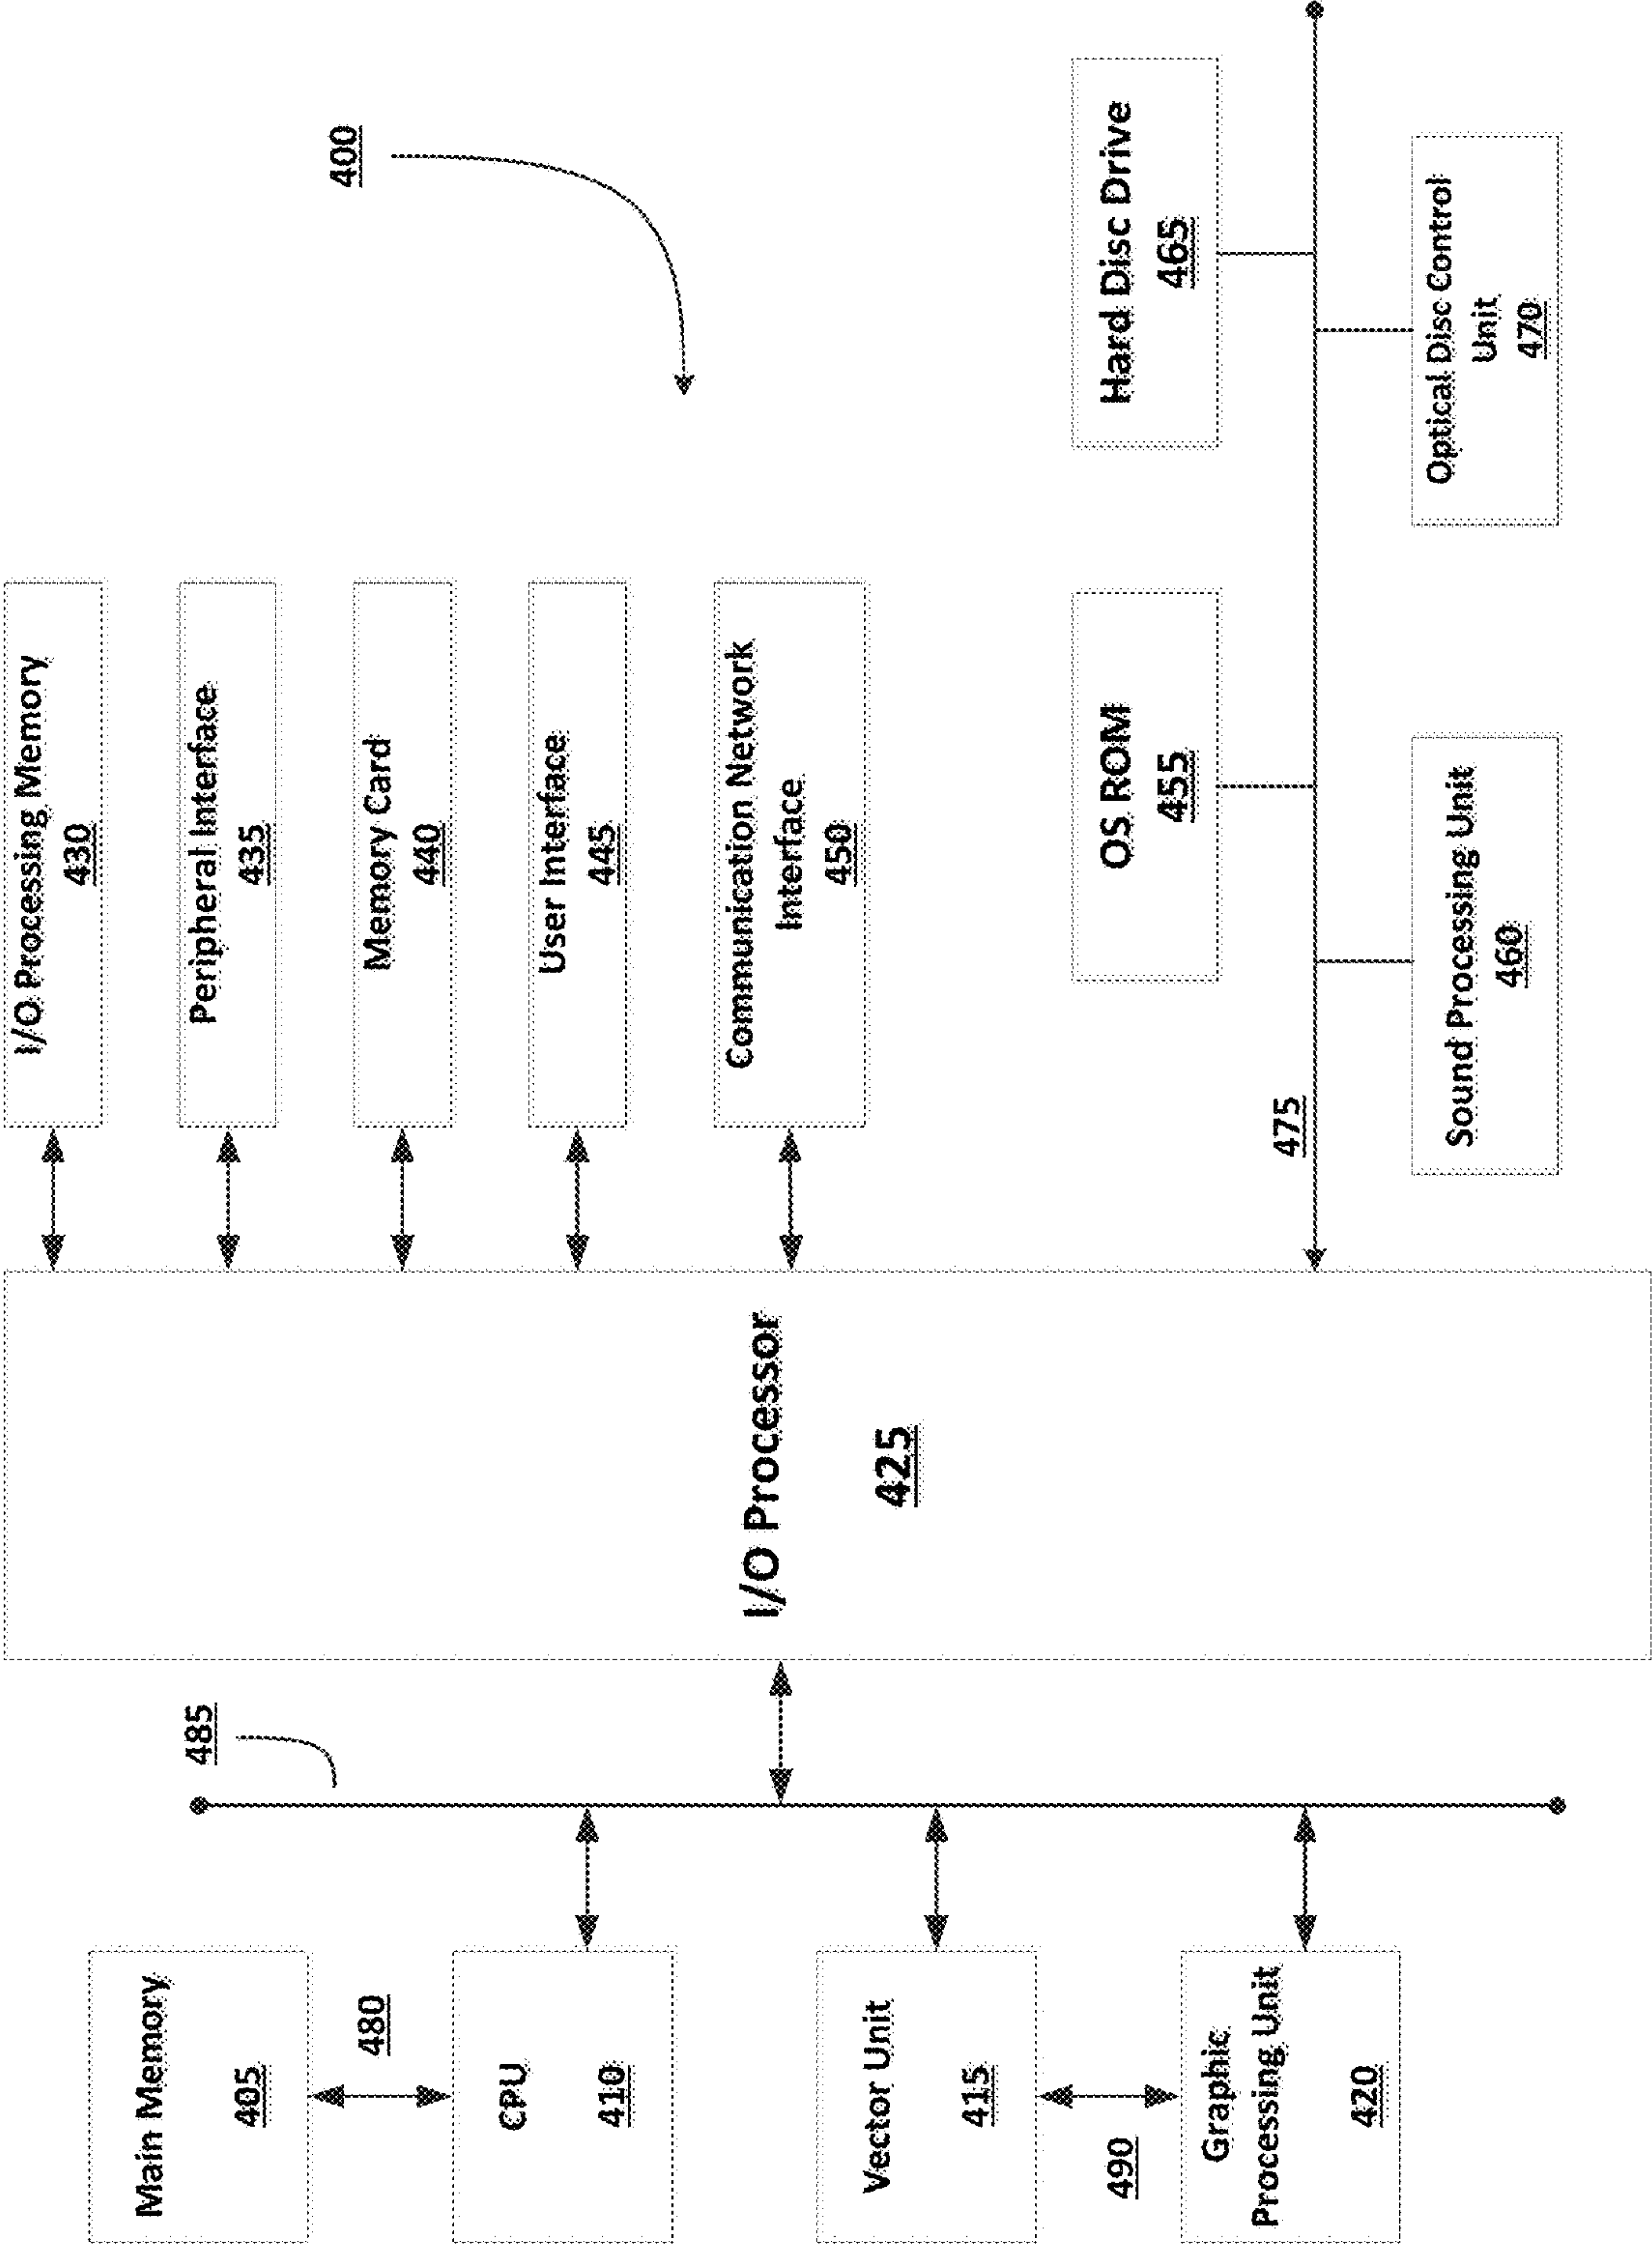 400
Main Memory
405
480
CPU
410
Vector Unit
415
490
Graphic
Processing Unit
420
485
I/O Processor
425
I/O Processing Memory
430
Peripheral Interface
435
Memory Card
440
User Interface
445
Communication Network
Interface
450
475
OS ROM
455
Sound Processing Unit
460
Hard Disc Drive
465
Optical Disc Control
Unit
470